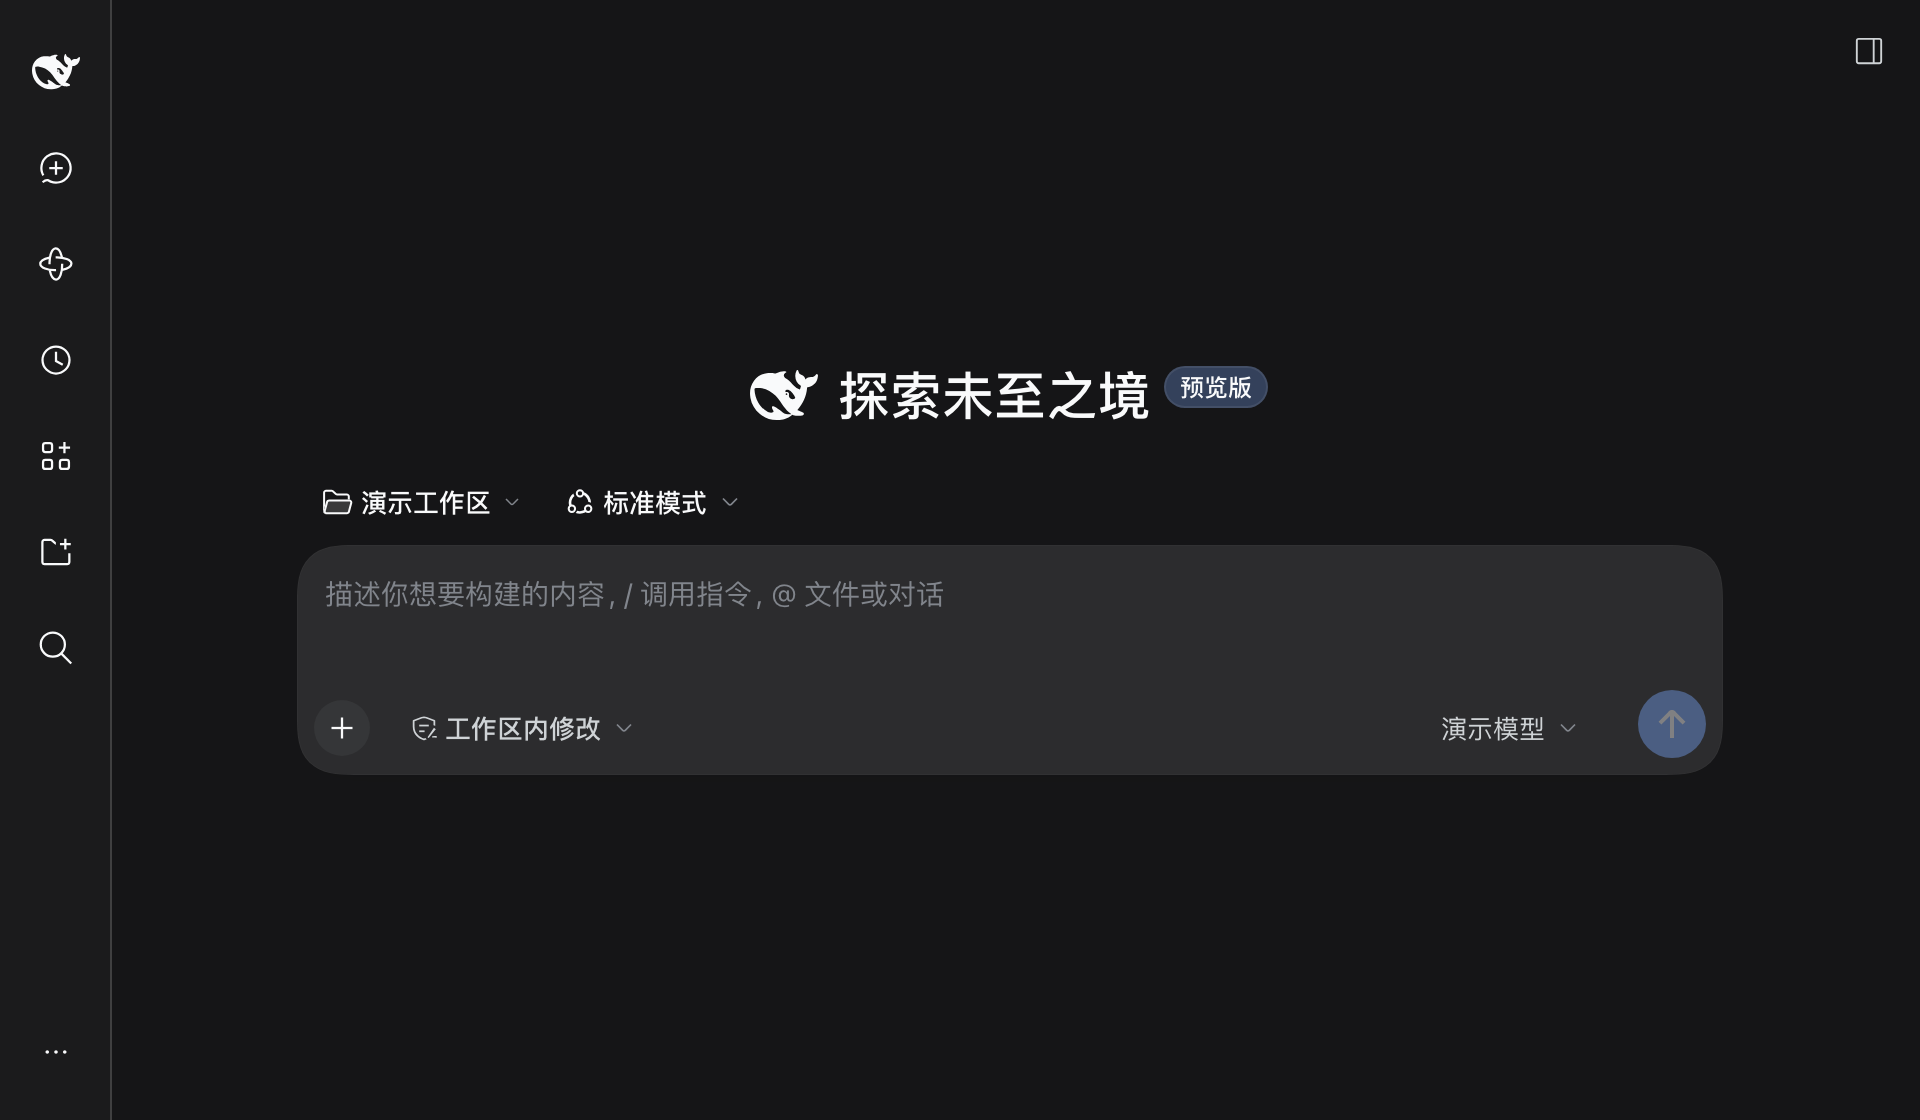 探索未至之境 预览版
演示工作区 标准模式
描述你想要构建的内容, / 调用指令, @ 文件或对话
工作区内修改 演示模型